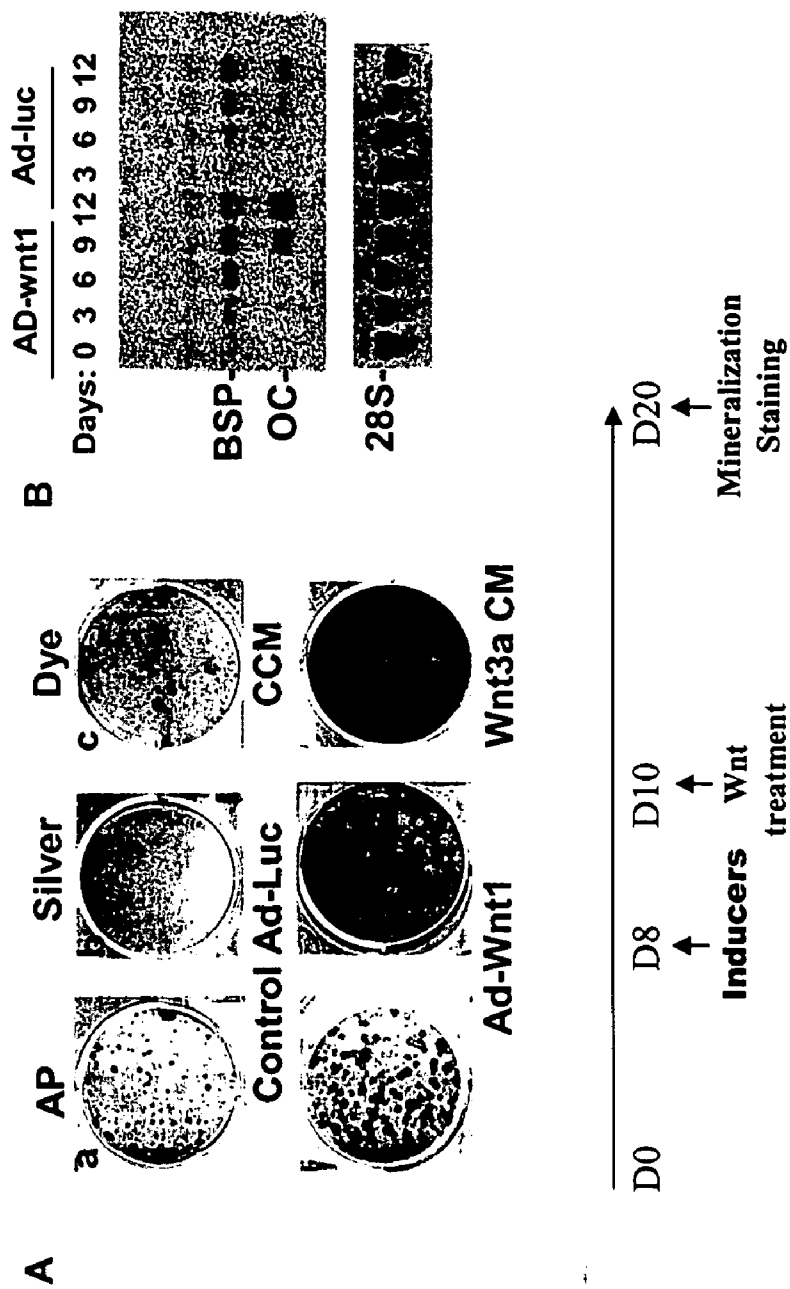 A
AP Silver Dye
a b c
Control Ad-Luc CCM
Ad-Wnt1 Wnt3a CM
B
AD-wnt1 Ad-luc
Days: 0 3 6 9 12 3 6 9 12
BSP-
OC-
28S-
D0 D8 D10 D20
Inducers Wnt treatment Mineralization Staining